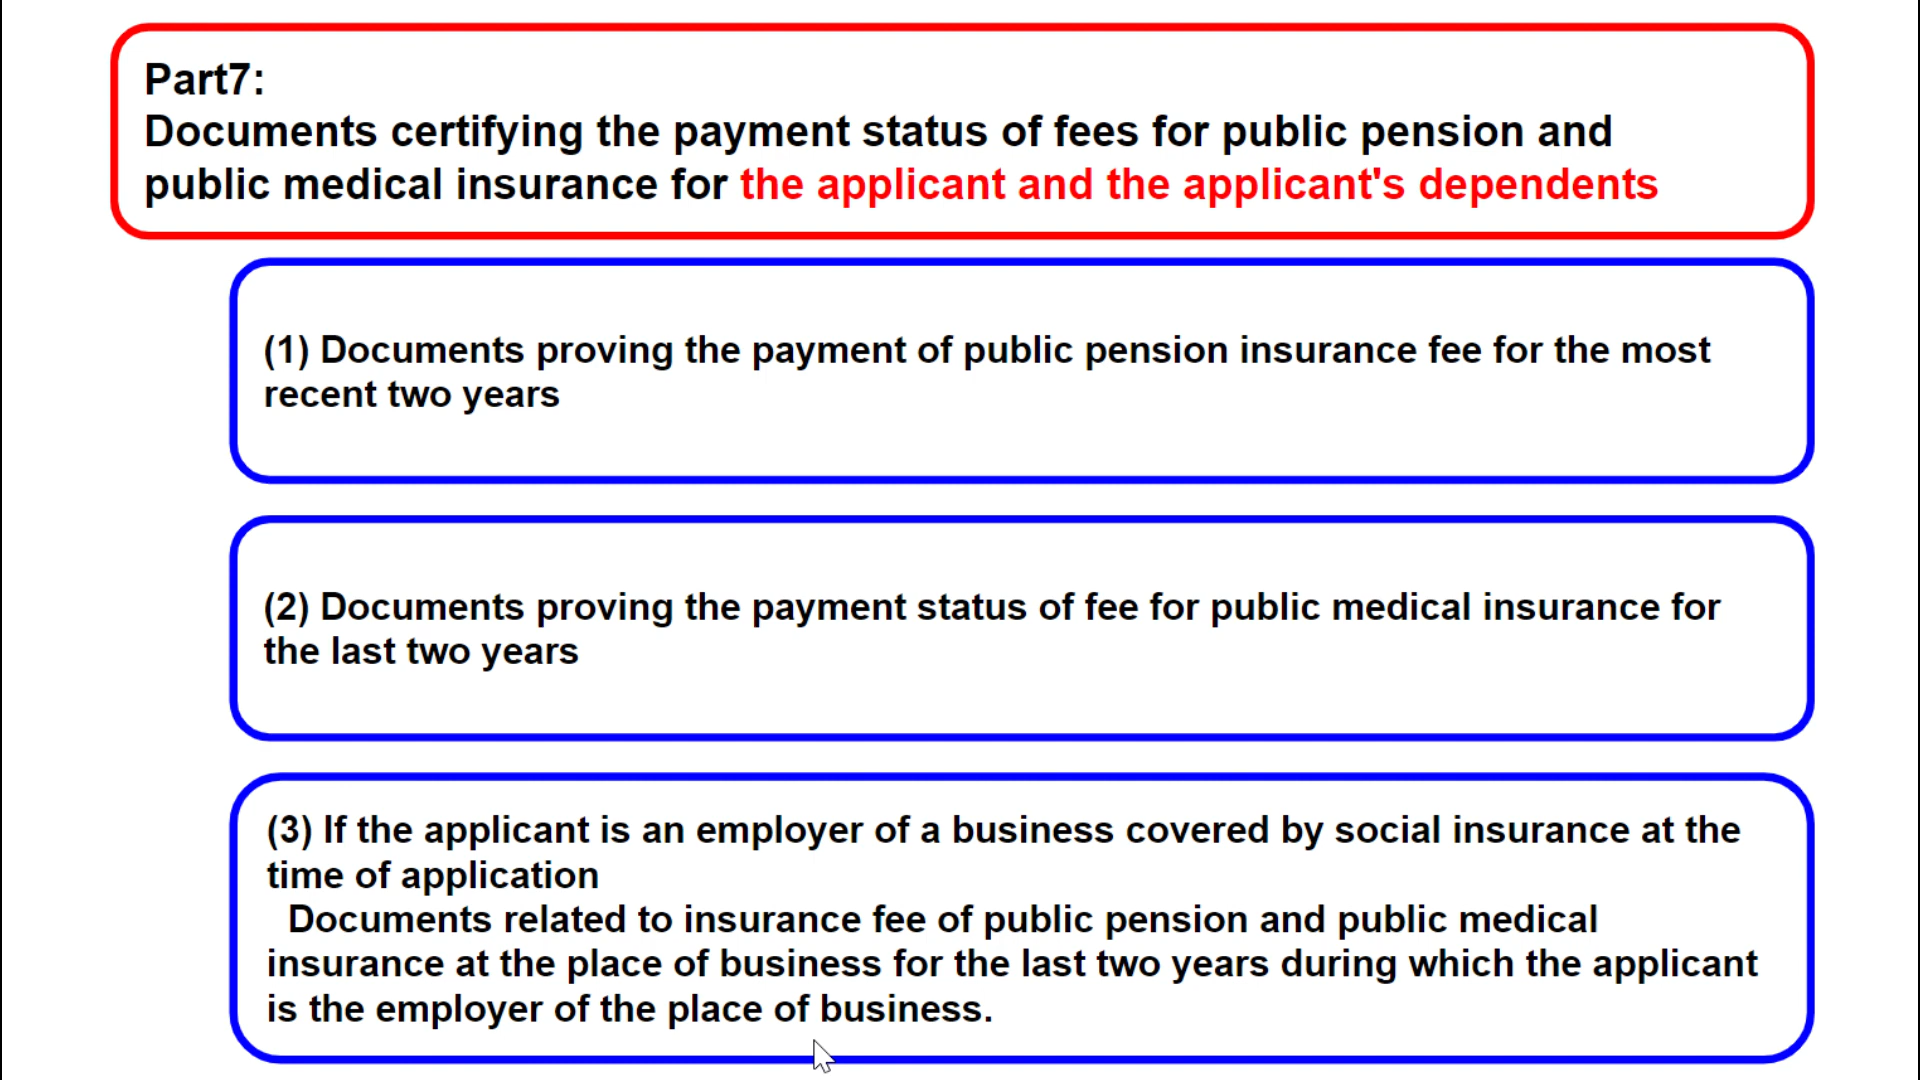 Part7:
Documents certifying the payment status of fees for public pension and
public medical insurance for the applicant and the applicant's dependents
(1) Documents proving the payment of public pension insurance fee for the most
recent two years
(2) Documents proving the payment status of fee for public medical insurance for
the last two years
(3) If the applicant is an employer of a business covered by social insurance at the
time of application
Documents related to insurance fee of public pension and public medical
insurance at the place of business for the last two years during which the applicant
is the employer of the place of business.